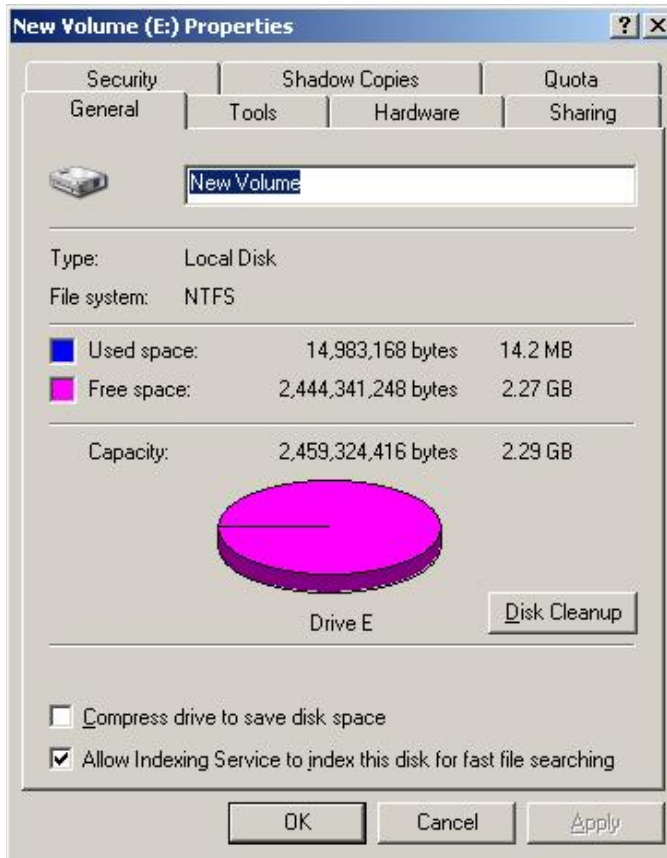 New Volume (E:) Properties
Security Shadow Copies Quota
General Tools Hardware Sharing
New Volume
Type: Local Disk
File system: NTFS
Used space: 14,983,168 bytes 14.2 MB
Free space: 2,444,341,248 bytes 2.27 GB
Capacity: 2,459,324,416 bytes 2.29 GB
Drive E
Disk Cleanup
Compress drive to save disk space
Allow Indexing Service to index this disk for fast file searching
OK Cancel Apply